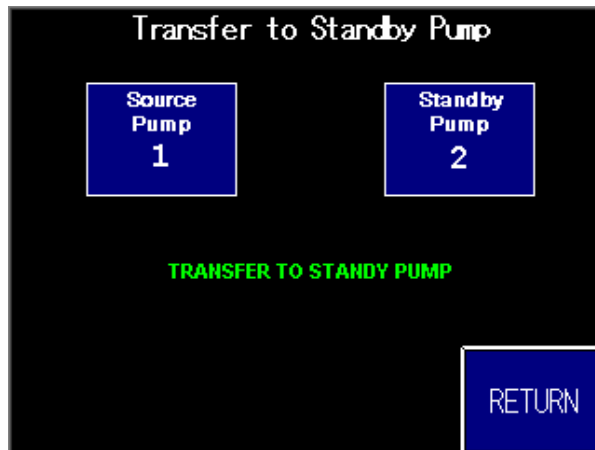 Transfer to Standby Pump
Source
Pump
1
Standby
Pump
2
TRANSFER TO STANDY PUMP
RETURN